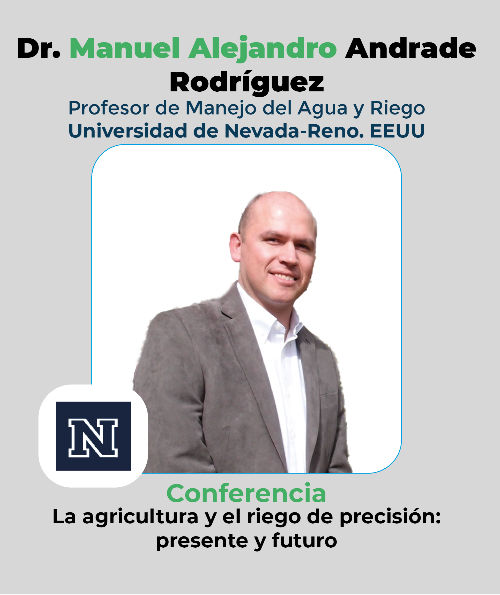 Dr. Manuel Alejandro Andrade
Rodríguez
Profesor de Manejo del Agua y Riego
Universidad de Nevada-Reno. EEUU
N
Conferencia
La agricultura y el riego de precisión:
presente y futuro